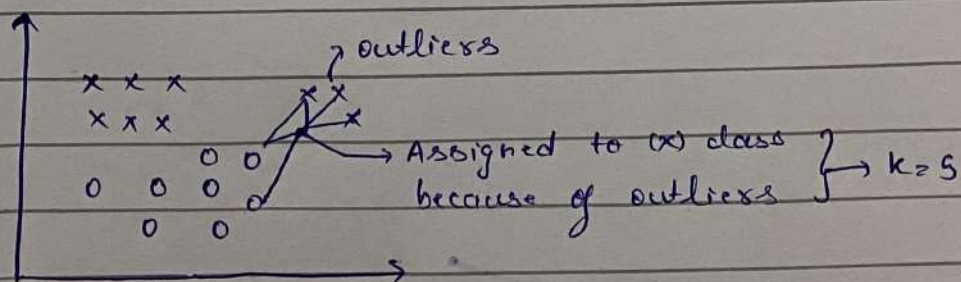 outliers
Assigned to (x) class
because of outliers
k=5